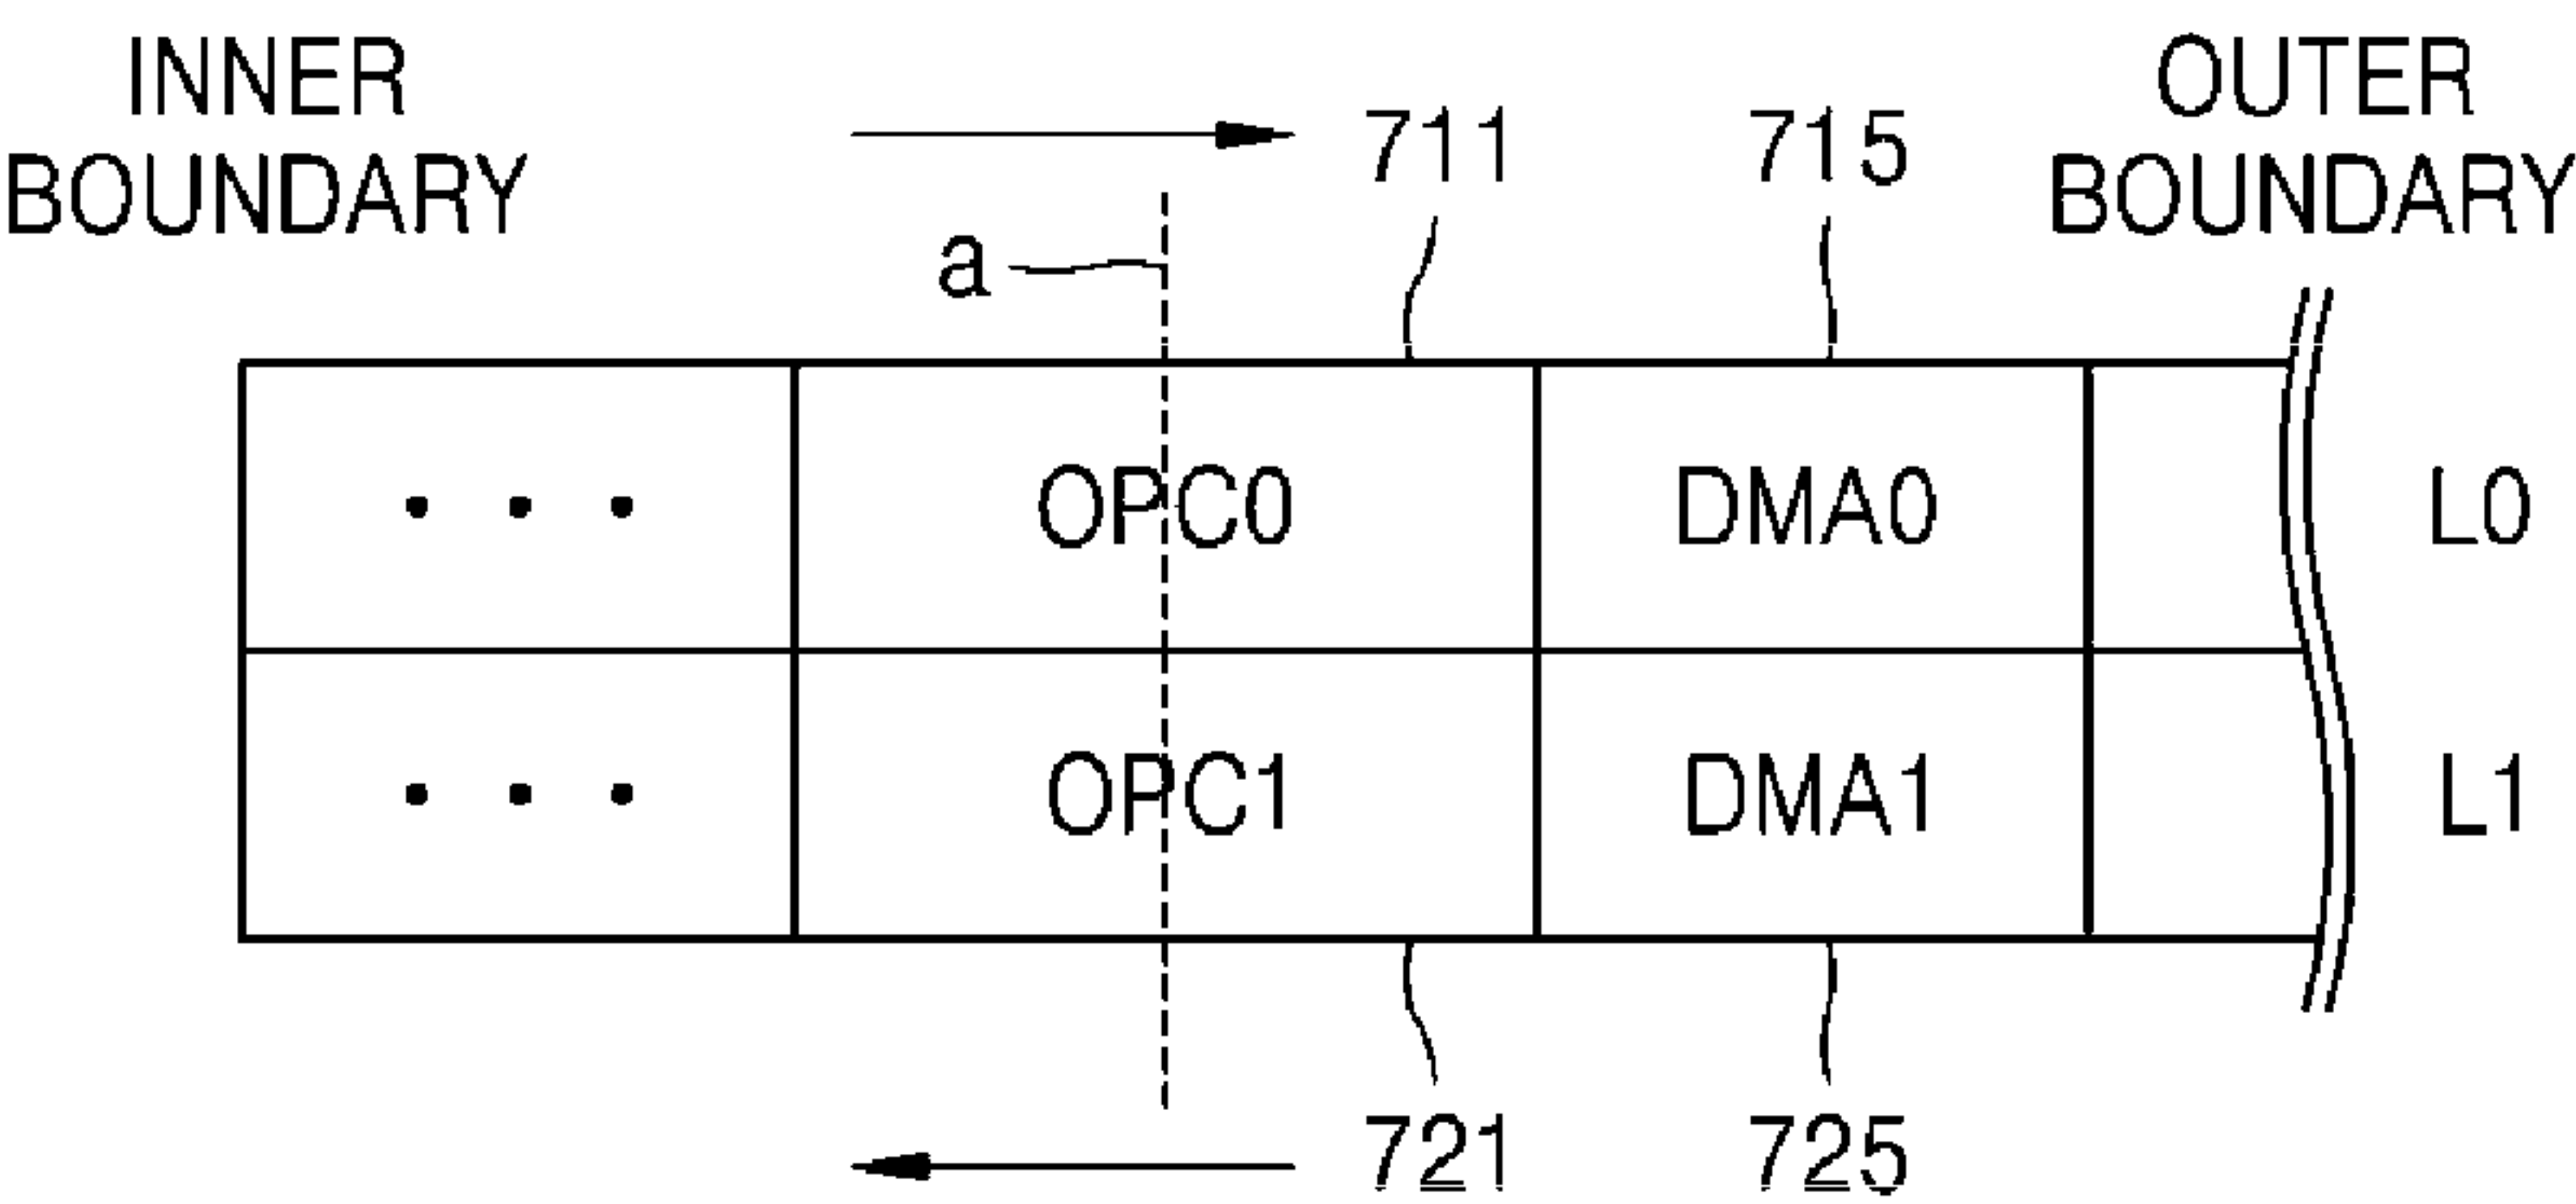 INNER
BOUNDARY
711
715
OUTER
BOUNDARY
a
• • •
OPC0
DMA0
L0
• • •
OPC1
DMA1
L1
721
725